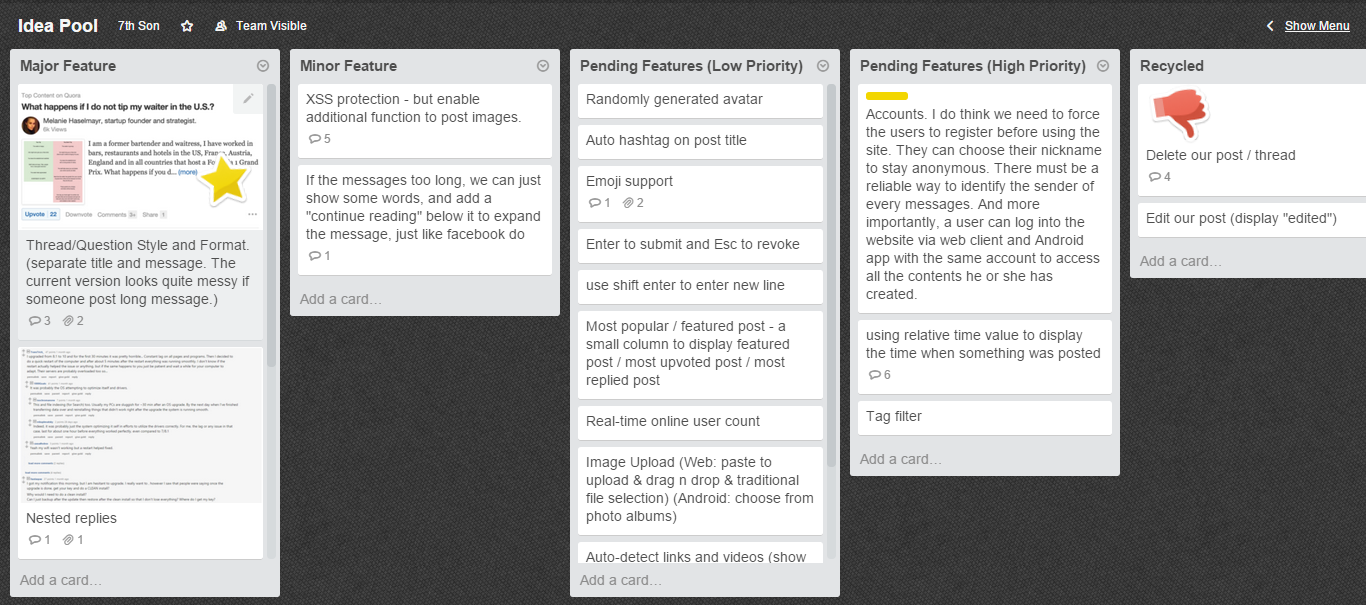 Idea Pool
7th Son
Team Visible
Show Menu
Major Feature
Top Content on Quora
What happens if I do not tip my waiter in the U.S.?
Melanie Haselmayr, startup founder and strategist.
6k Views
I am a former bartender and waitress, I have worked in
bars, restaurants and hotels in the US, France, Austria,
England and in all countries that host a Grand
Prix. What happens if you d... (more)
Upvote 22 Downvote Comments 3+ Share 1
Thread/Question Style and Format.
(separate title and message. The
current version looks quite messy if
someone post long message.)
3 2
Nested replies
1 1
Add a card…
Minor Feature
XSS protection - but enable
additional function to post images.
5
If the messages too long, we can just
show some words, and add a
"continue reading" below it to expand
the message, just like facebook do
1
Add a card…
Pending Features (Low Priority)
Randomly generated avatar
Auto hashtag on post title
Emoji support
1 2
Enter to submit and Esc to revoke
use shift enter to enter new line
Most popular / featured post - a
small column to display featured
post / most upvoted post / most
replied post
Real-time online user count
Image Upload (Web: paste to
upload & drag n drop & traditional
file selection) (Android: choose from
photo albums)
Auto-detect links and videos (show
Add a card…
Pending Features (High Priority)
Accounts. I do think we need to force
the users to register before using the
site. They can choose their nickname
to stay anonymous. There must be a
reliable way to identify the sender of
every messages. And more
importantly, a user can log into the
website via web client and Android
app with the same account to access
all the contents he or she has
created.
using relative time value to display
the time when something was posted
6
Tag filter
Add a card…
Recycled
Delete our post / thread
4
Edit our post (display "edited")
Add a card…